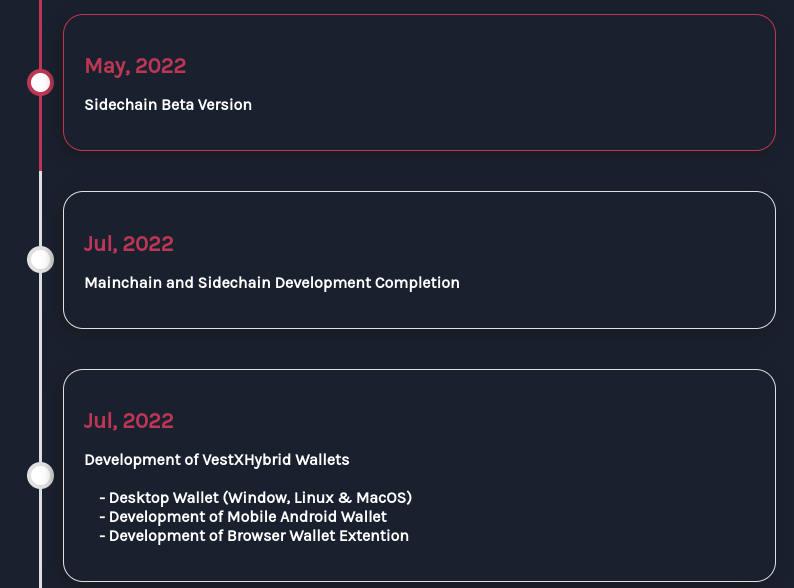 May, 2022
Sidechain Beta Version
Jul, 2022
Mainchain and Sidechain Development Completion
Jul, 2022
Development of VestXHybrid Wallets
- Desktop Wallet (Window, Linux & MacOS)
- Development of Mobile Android Wallet
- Development of Browser Wallet Extention